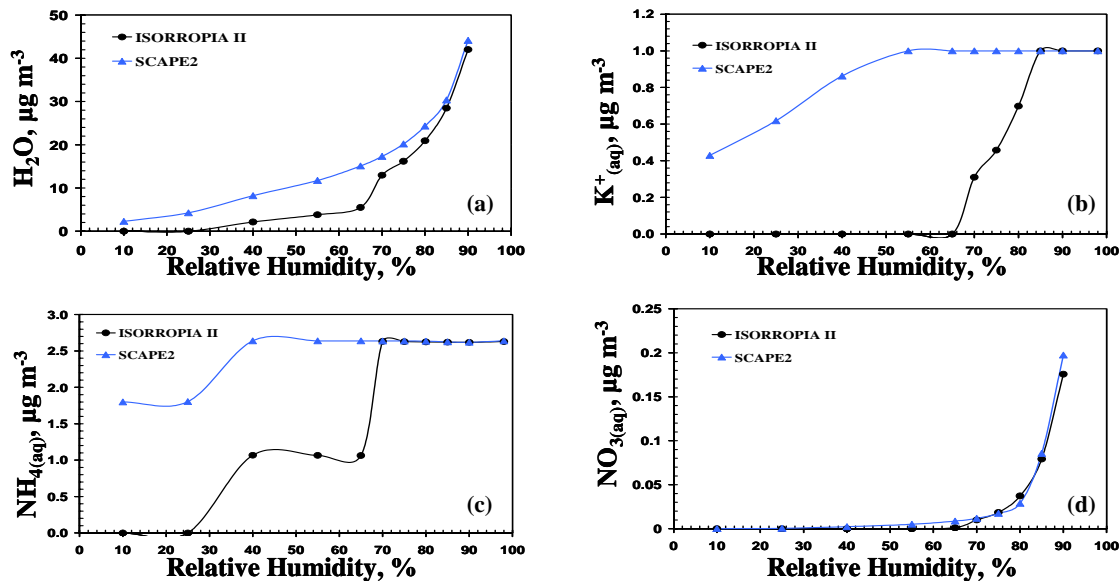 50
40
30
20
10
0
H₂O, µg m⁻³
ISORROPIA II
SCAPE2
(a)
0 10 20 30 40 50 60 70 80 90 100
Relative Humidity, %
1.2
1.0
0.8
0.6
0.4
0.2
0.0
K⁺(aq), µg m⁻³
ISORROPIA II
SCAPE2
(b)
0 10 20 30 40 50 60 70 80 90 100
Relative Humidity, %
3.0
2.5
2.0
1.5
1.0
0.5
0.0
NH₄(aq), µg m⁻³
ISORROPIA II
SCAPE2
(c)
0 10 20 30 40 50 60 70 80 90 100
Relative Humidity, %
0.25
0.2
0.15
0.1
0.05
0
NO₃(aq), µg m⁻³
ISORROPIA II
SCAPE2
(d)
0 10 20 30 40 50 60 70 80 90 100
Relative Humidity, %